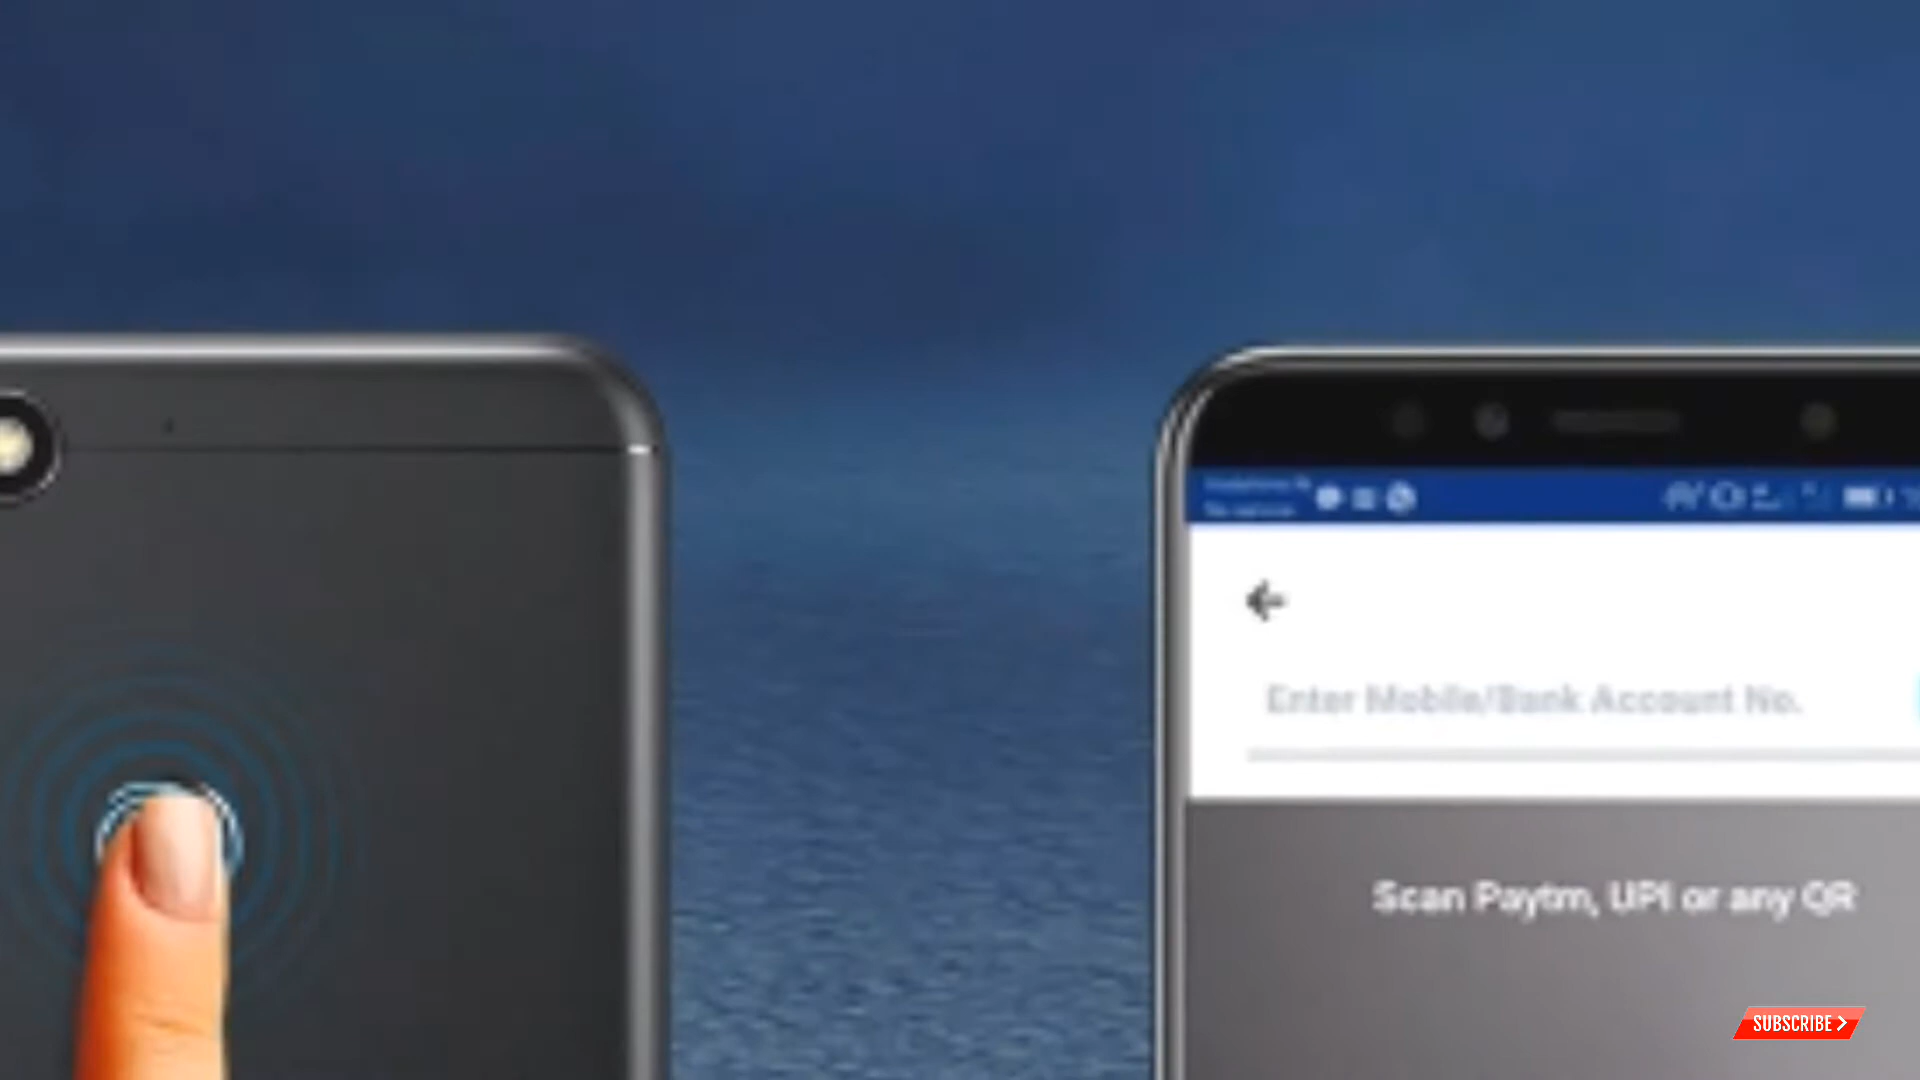 Enter Mobile/Bank Account No.
Scan Paytm, UPI or any QR
SUBSCRIBE >